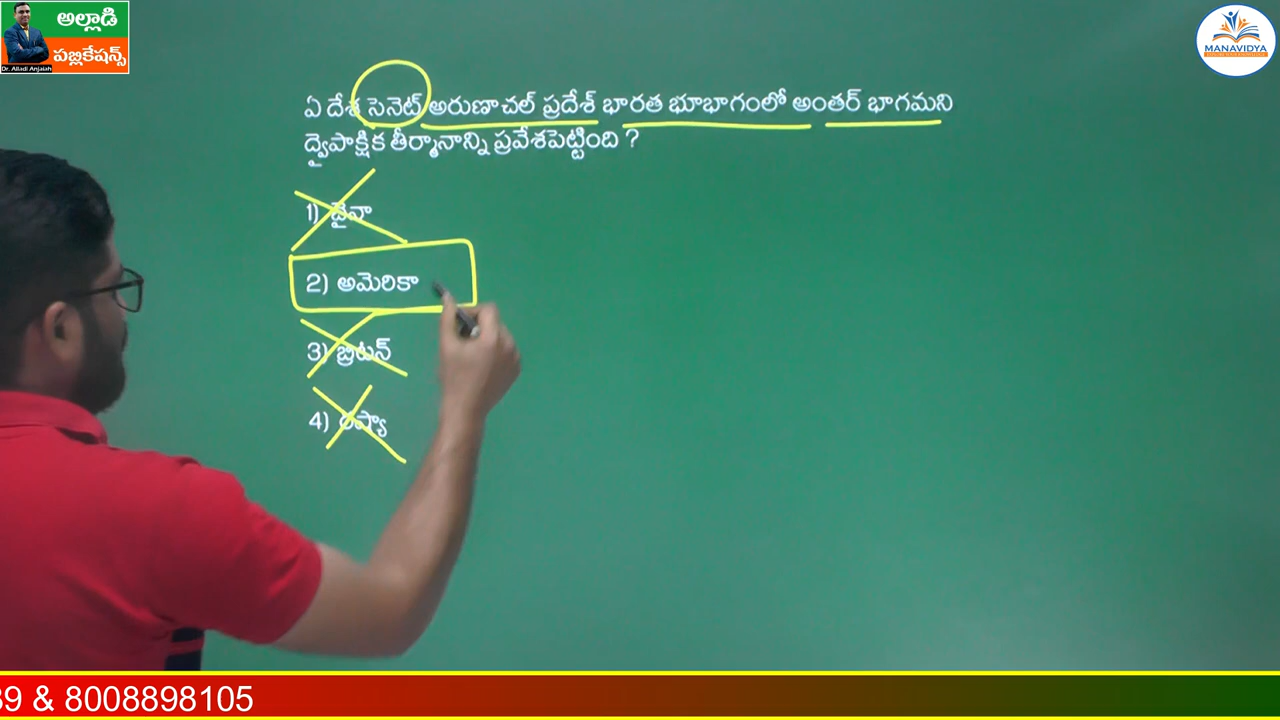 అల్లాడి
పబ్లికేషన్స్
Dr. Alladi Anjaiah
MANAVIDYA
ఏ దేశ సెనెట్ అరుణాచల్ ప్రదేశ్ భారత భూభాగంలో అంతర్ భాగమని
ద్వైపాక్షిక తీర్మానాన్ని ప్రవేశపెట్టింది ?
1) చైనా
2) అమెరికా
3) బ్రిటన్
4) రష్యా
39 & 8008898105